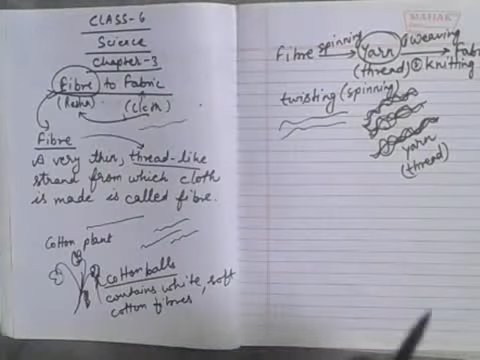 CLASS-6
Science
Chapter-3
Fibre to Fabric
(Resha)
Fibre
A very thin, thread-like
strand from which cloth
is made is called fibre.
Cotton plant
Cotton balls
contains white, soft
cotton fibres
MAHAK
Fibre spinning Yarn weaving Fab
(thread) knitting
twisting (spinning)
yarn
(thread)